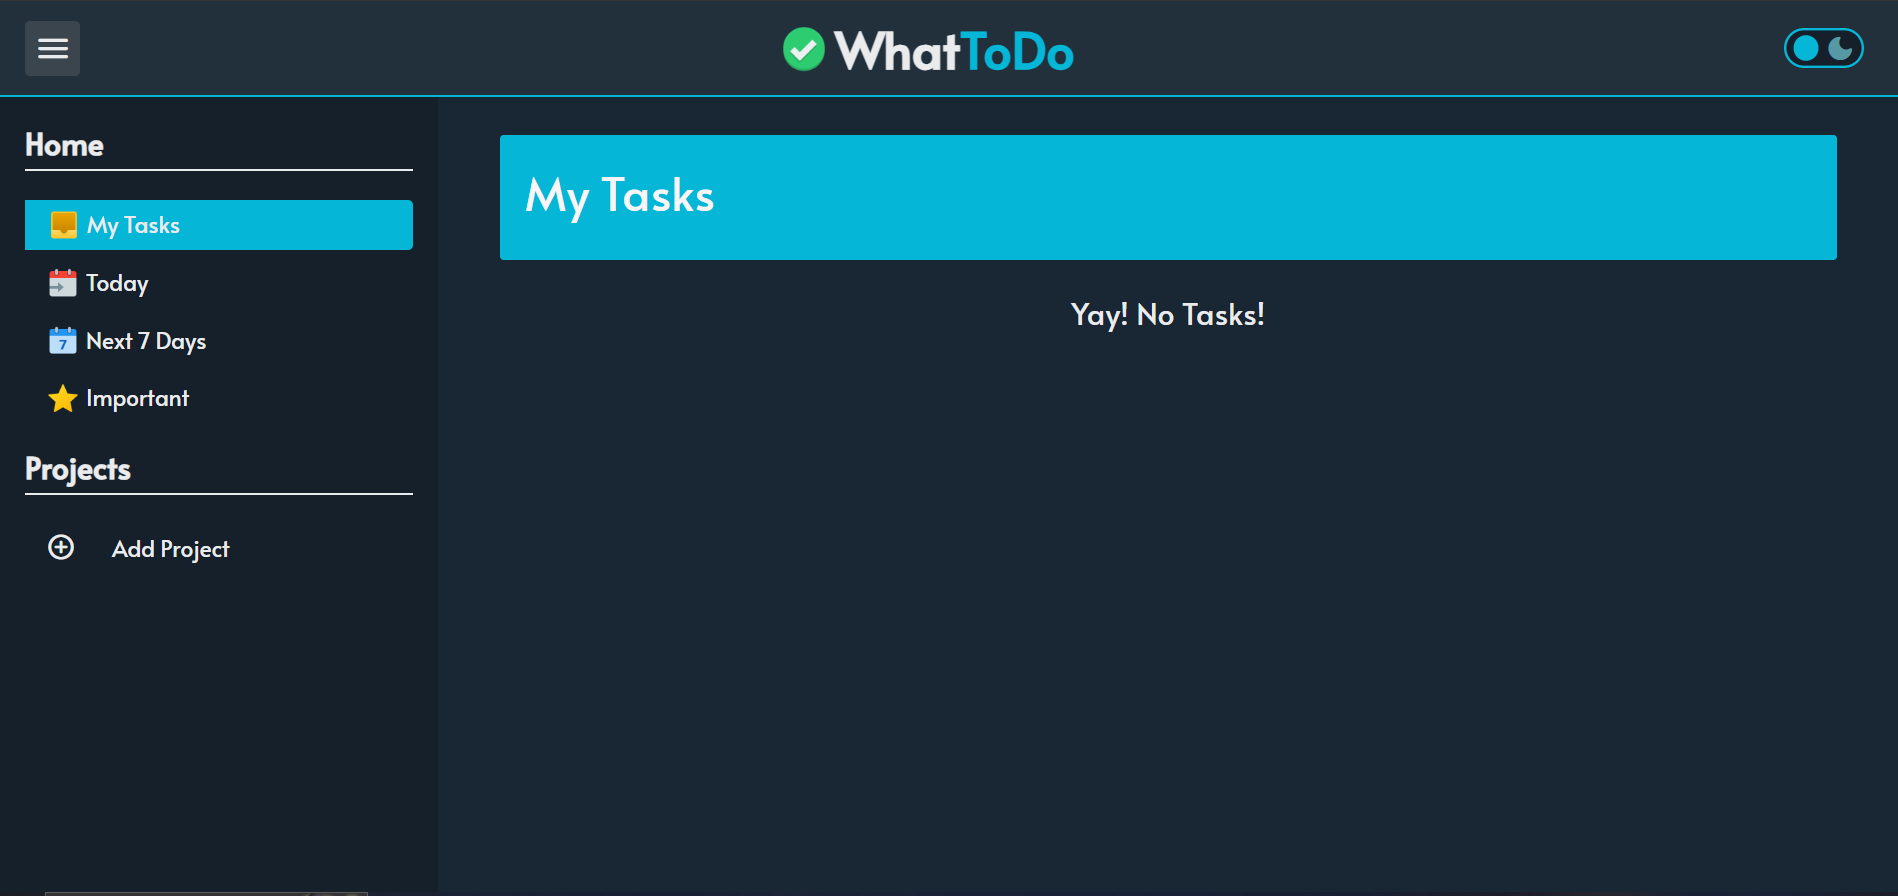 WhatToDo
Home
My Tasks
Today
7
Next 7 Days
Important
Projects
Add Project
My Tasks
Yay! No Tasks!